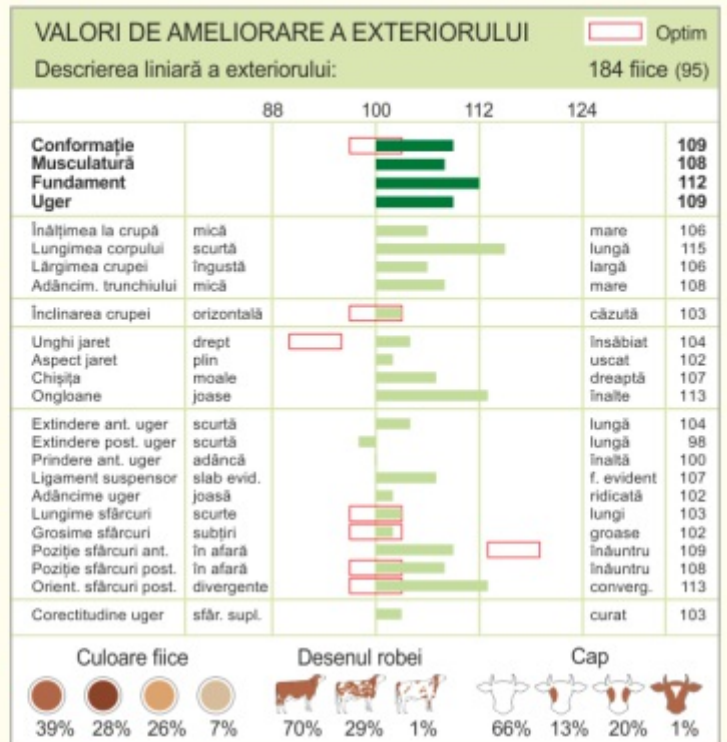 VALORI DE AMELIORARE A EXTERIORULUI Optim
Descrierea liniară a exteriorului: 184 fiice (95)
88 100 112 124
Conformație 109
Musculatură 108
Fundament 112
Uger 109
Înălțimea la crupă mică mare 106
Lungimea corpului scurtă lungă 115
Lărgimea crupei îngustă largă 106
Adâncim. trunchiului mică mare 108
Înclinarea crupei orizontală căzută 103
Unghi jaret drept însăbiat 104
Aspect jaret plin uscat 102
Chișița moale dreaptă 107
Ongloane joase înalte 113
Extindere ant. uger scurtă lungă 104
Extindere post. uger scurtă lungă 98
Prindere ant. uger adâncă înaltă 100
Ligament suspensor slab evid. f. evident 107
Adâncime uger joasă ridicată 102
Lungime sfârcuri scurte lungi 103
Grosime sfârcuri subțiri groase 102
Poziție sfârcuri ant. în afară înăuntru 109
Poziție sfârcuri post. în afară înăuntru 108
Orient. sfârcuri post. divergente converg. 113
Corectitudine uger sfâr. supl. curat 103
Culoare fiice Desenul robei Cap
39% 28% 26% 7% 70% 29% 1% 66% 13% 20% 1%